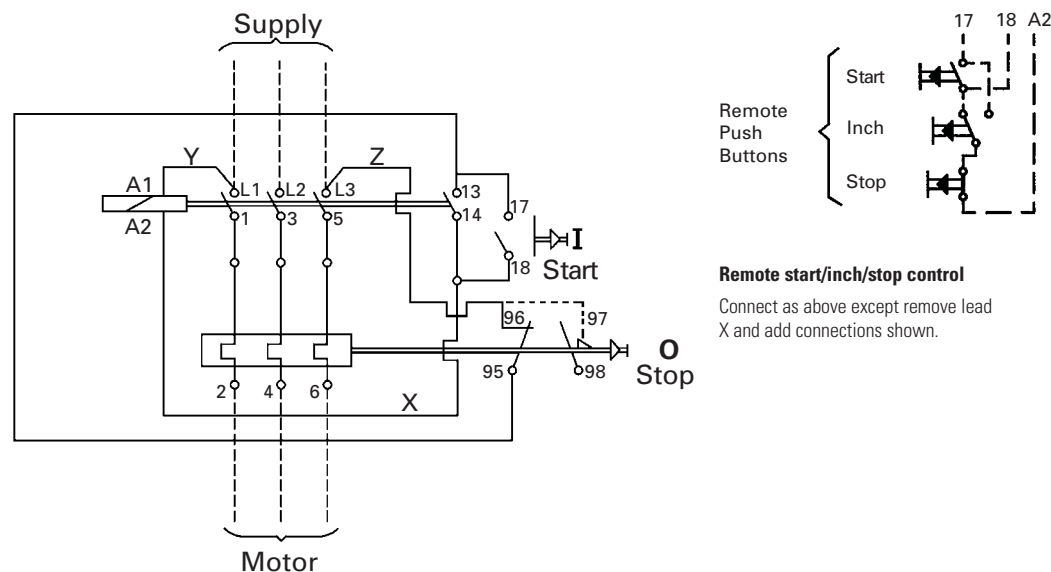 Supply
Y
Z
A1
L1
L2
L3
13
A2
1
3
5
14
17
I
18
Start
96
97
O
Stop
95
98
2
4
6
X
Motor
17 18 A2
Start
Remote
Push
Buttons
Inch
Stop
Remote start/inch/stop control
Connect as above except remove lead
X and add connections shown.